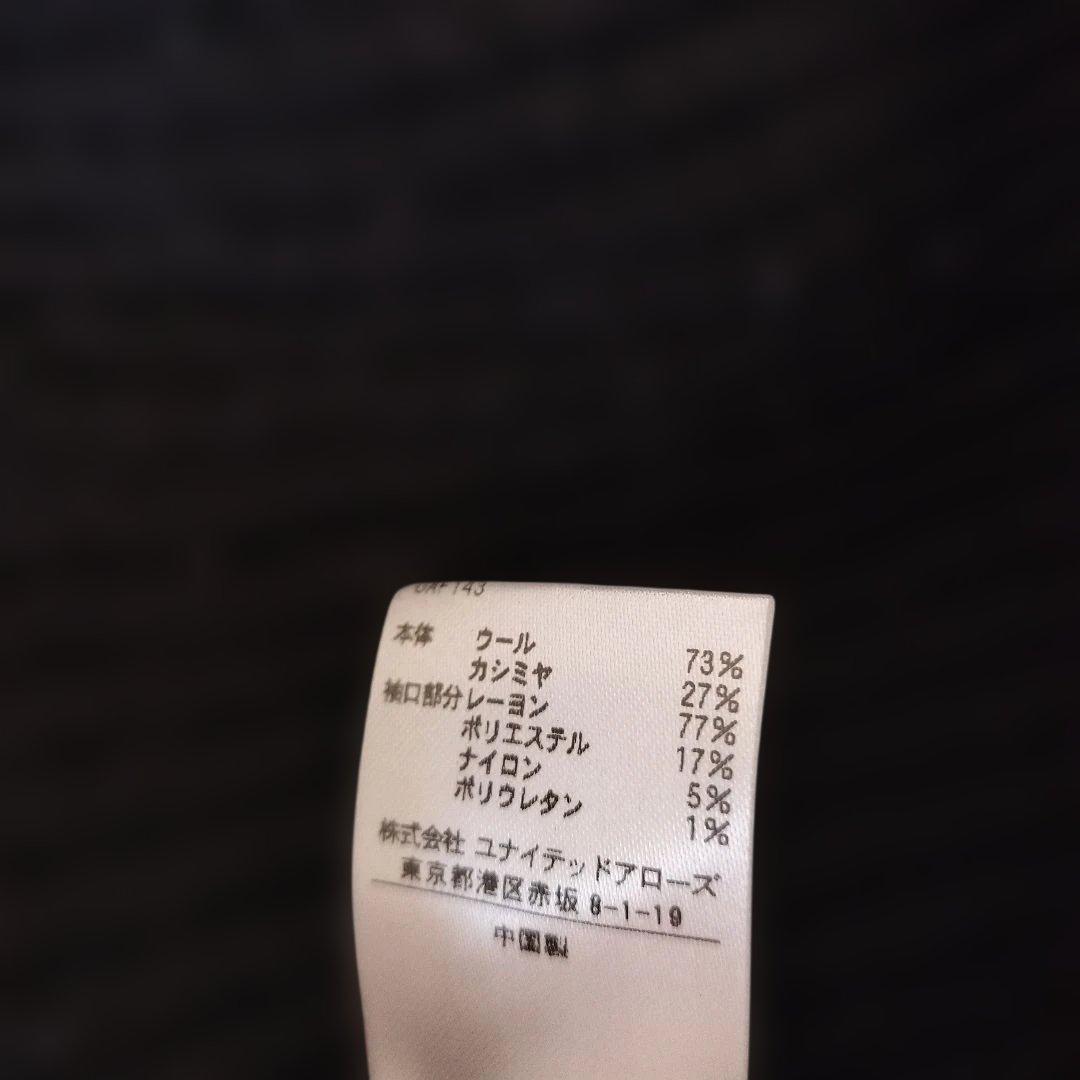 本体 ウール 73%
カシミヤ 27%
袖口部分 レーヨン 77%
ポリエステル 17%
ナイロン 5%
ポリウレタン 1%
株式会社 ユナイテッドアローズ
東京都港区赤坂 8-1-19
中国製